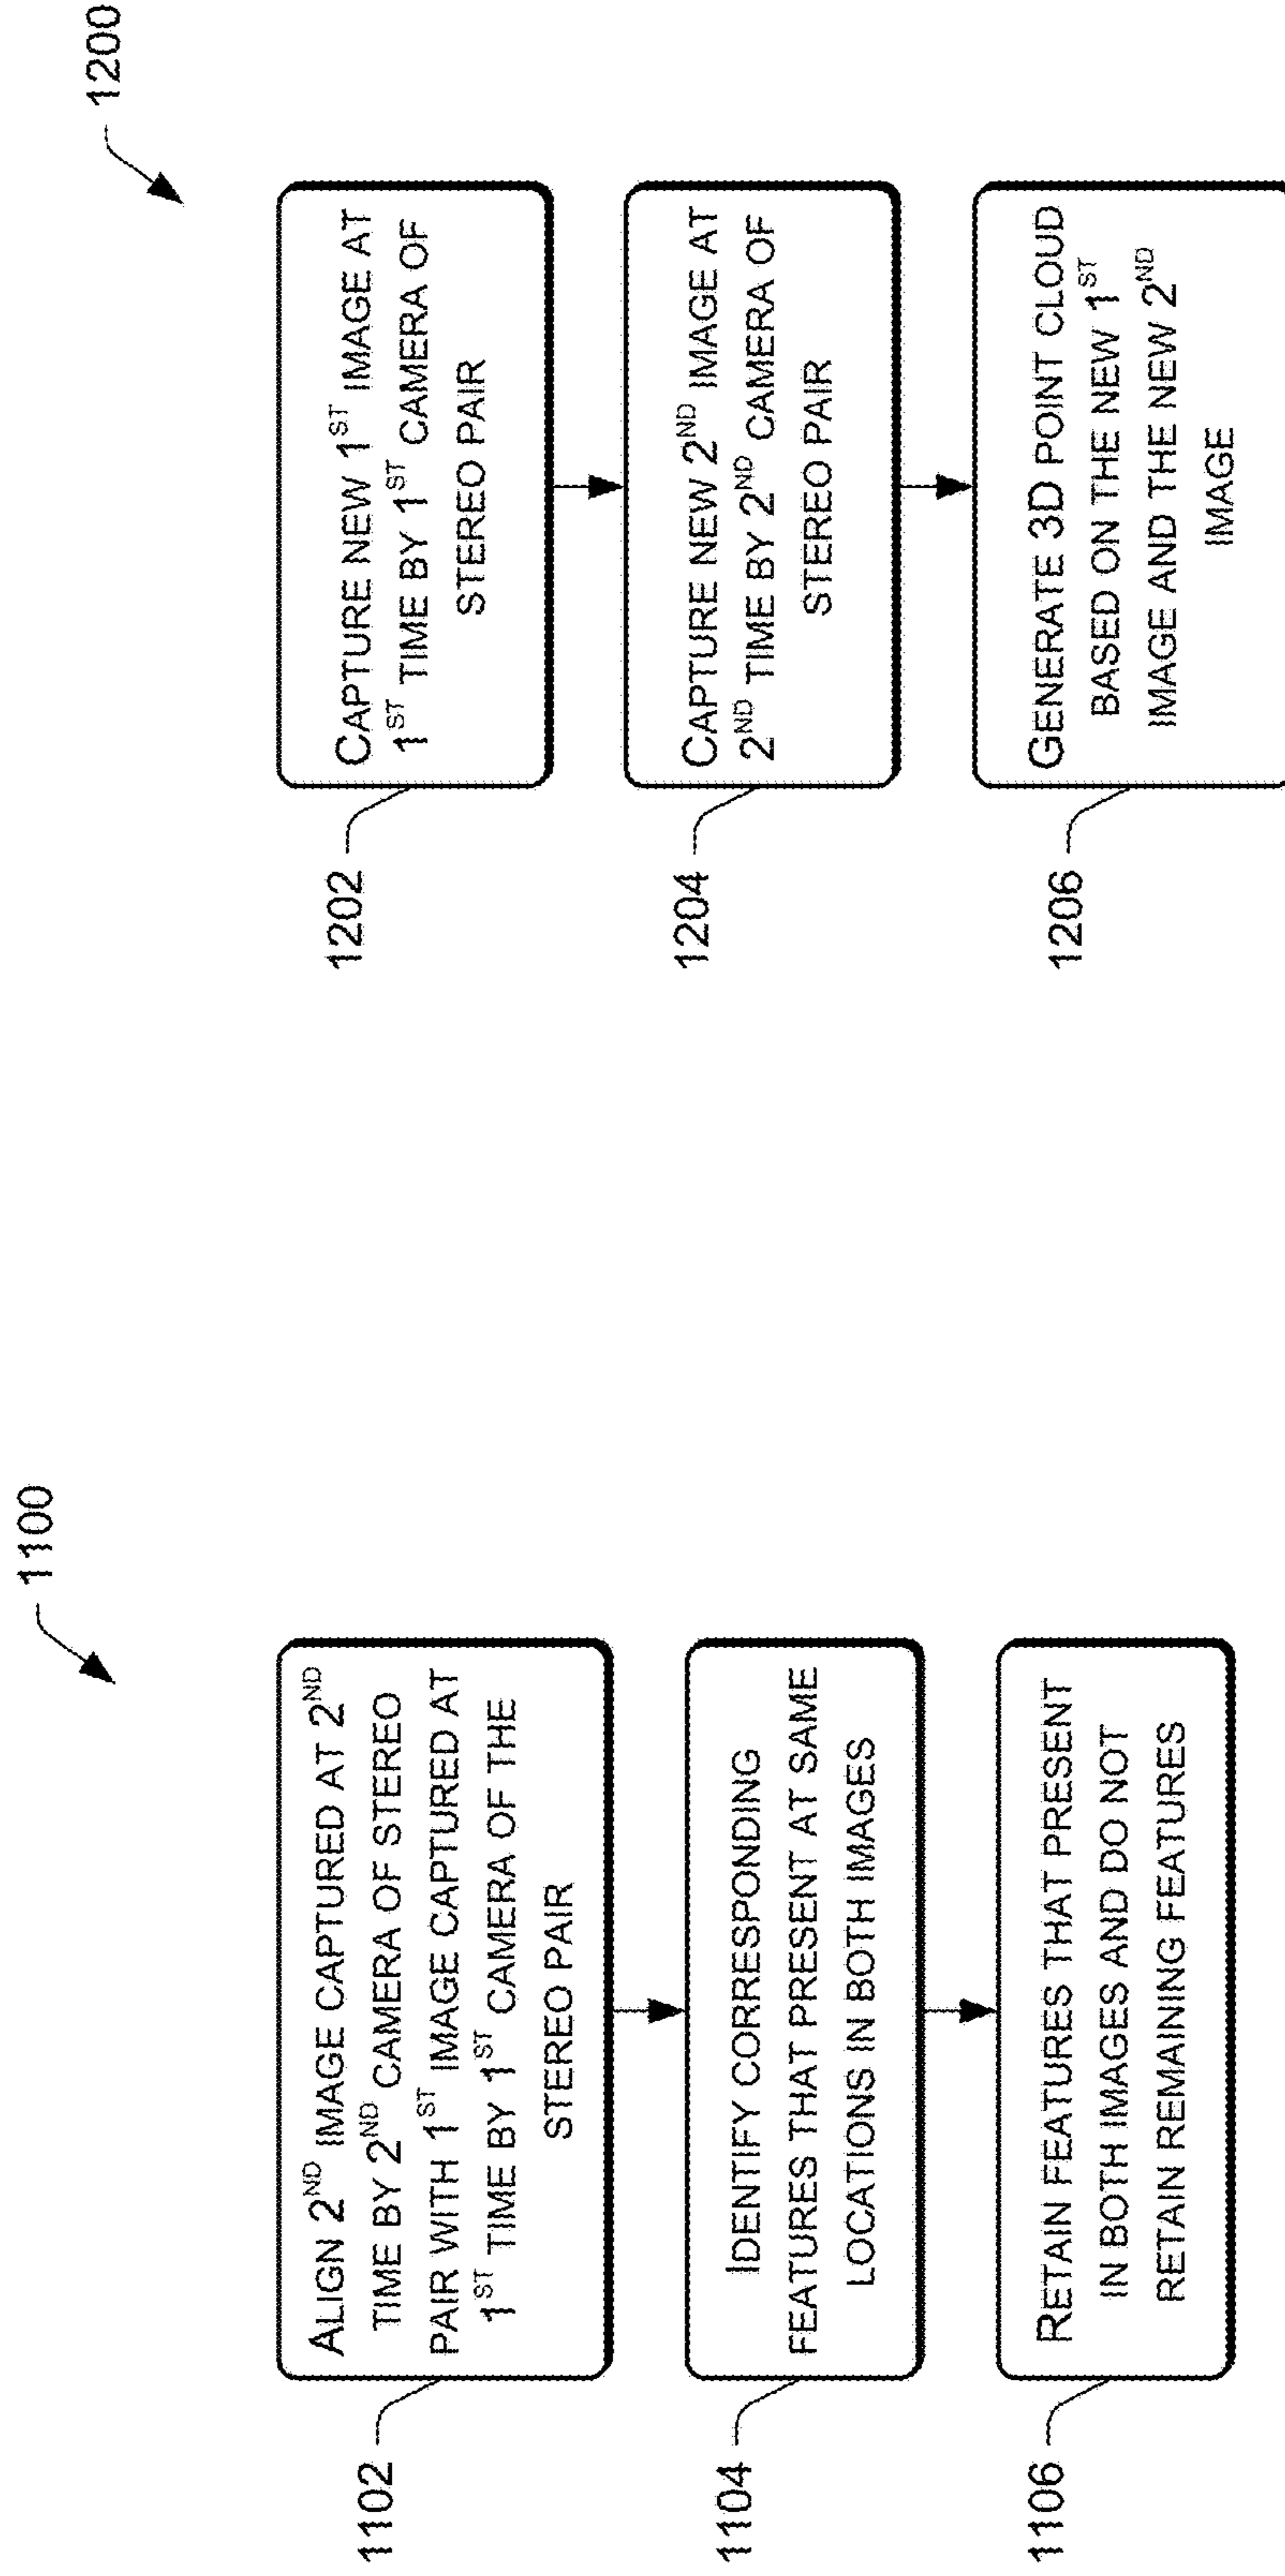 1100
1102
ALIGN 2ND IMAGE CAPTURED AT 2ND
TIME BY 2ND CAMERA OF STEREO
PAIR WITH 1ST IMAGE CAPTURED AT
1ST TIME BY 1ST CAMERA OF THE
STEREO PAIR
1104
IDENTIFY CORRESPONDING
FEATURES THAT PRESENT AT SAME
LOCATIONS IN BOTH IMAGES
1106
RETAIN FEATURES THAT PRESENT
IN BOTH IMAGES AND DO NOT
RETAIN REMAINING FEATURES
1200
1202
CAPTURE NEW 1ST IMAGE AT
1ST TIME BY 1ST CAMERA OF
STEREO PAIR
1204
CAPTURE NEW 2ND IMAGE AT
2ND TIME BY 2ND CAMERA OF
STEREO PAIR
1206
GENERATE 3D POINT CLOUD
BASED ON THE NEW 1ST
IMAGE AND THE NEW 2ND
IMAGE